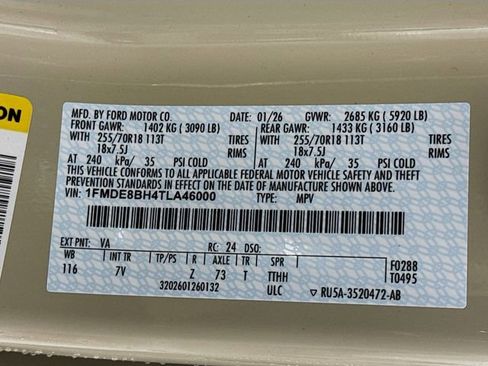 ON
MFD. BY FORD MOTOR CO. DATE: 01/26 GVWR: 2685 KG ( 5920 LB)
FRONT GAWR: 1402 KG ( 3090 LB) REAR GAWR: 1433 KG ( 3160 LB)
WITH 255/70R18 113T TIRES WITH 255/70R18 113T TIRES
18x7.5J RIMS 18x7.5J RIMS
AT 240 kPa/ 35 PSI COLD AT 240 kPa/ 35 PSI COLD
THIS VEHICLE CONFORMS TO ALL APPLICABLE FEDERAL MOTOR VEHICLE SAFETY AND THEFT
PREVENTION STANDARDS IN EFFECT ON THE DATE OF MANUFACTURE SHOWN ABOVE.
VIN: 1FMDE8BH4TLA46000 TYPE: MPV
EXT PNT: VA RC: 24 DSO:
WB INT TR TP/PS R AXLE TR SPR F0288
116 7V Z 73 T TTHH T0495
3202601260132 ULC ▽ RU5A-3520472-AB